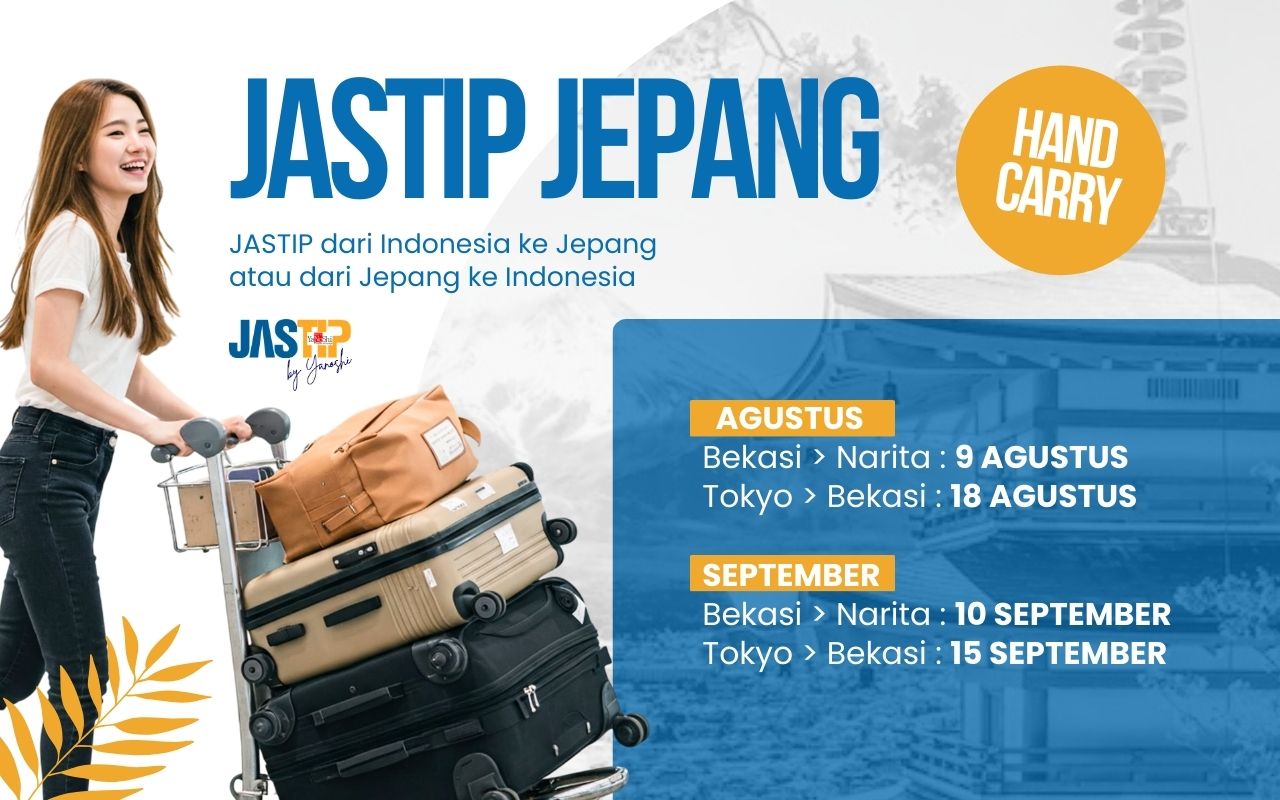 JASTIP JEPANG
HAND
CARRY
JASTIP dari Indonesia ke Jepang
atau dari Jepang ke Indonesia
JASTIP
by Yanoshi
AGUSTUS
Bekasi > Narita : 9 AGUSTUS
Tokyo > Bekasi : 18 AGUSTUS
SEPTEMBER
Bekasi > Narita : 10 SEPTEMBER
Tokyo > Bekasi : 15 SEPTEMBER